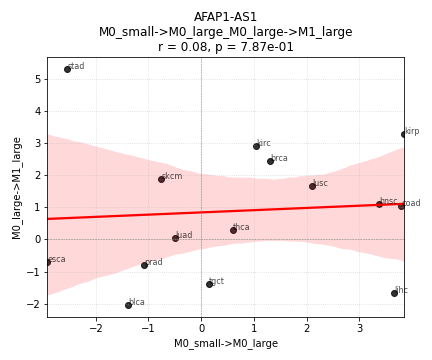 AFAP1-AS1
M0_small->M0_large_M0_large->M1_large
r = 0.08, p = 7.87e-01
stad
kirp
kirc
brca
skcm
lusc
hnsc
coad
thca
luad
esca
prad
tgct
lihc
blca
5
4
3
2
1
0
−1
−2
M0_large->M1_large
−2
−1
0
1
2
3
M0_small->M0_large